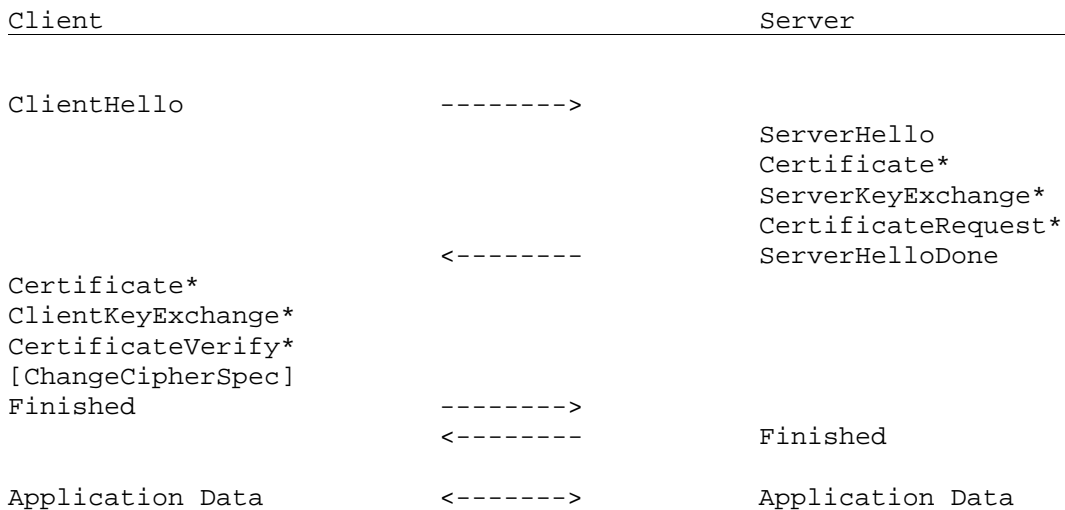 Client Server
ClientHello -------->
ServerHello
Certificate*
ServerKeyExchange*
CertificateRequest*
<-------- ServerHelloDone
Certificate*
ClientKeyExchange*
CertificateVerify*
[ChangeCipherSpec]
Finished -------->
<-------- Finished
Application Data <-------> Application Data